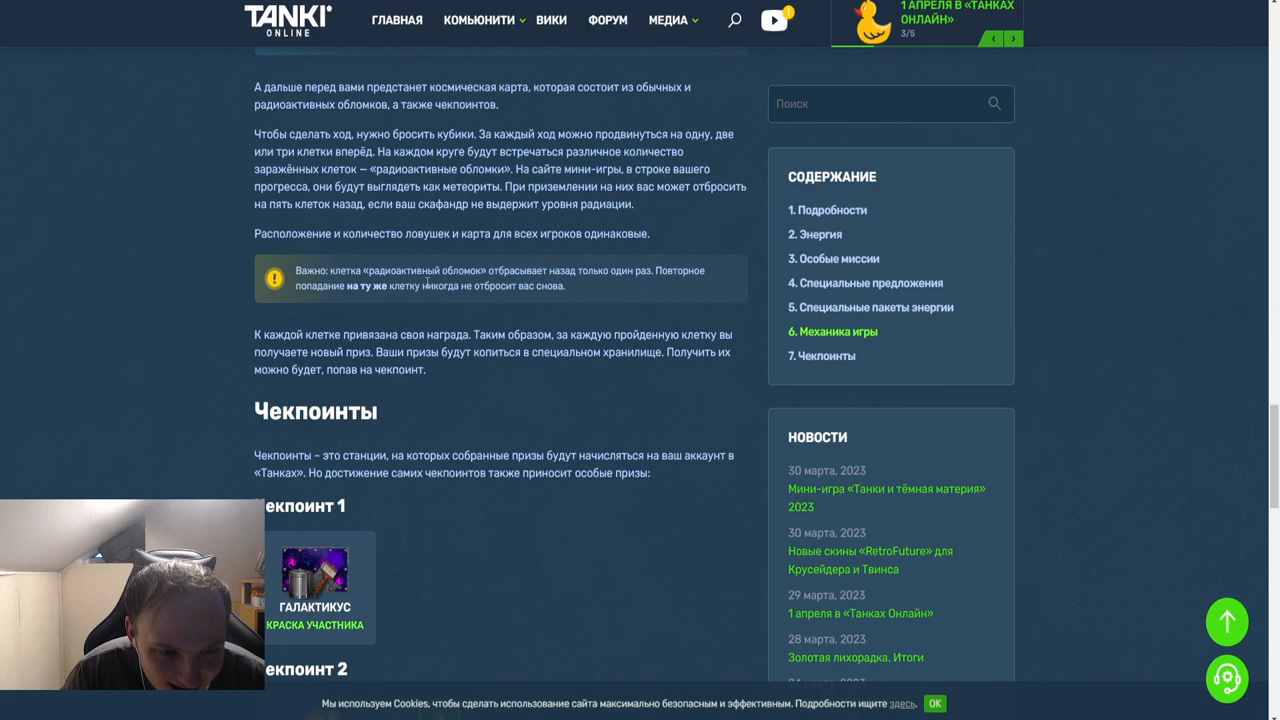 TANKI
ONLINE
ГЛАВНАЯ
КОМЬЮНИТИ
ВИКИ
ФОРУМ
МЕДИА
1 АПРЕЛЯ В «ТАНКАХ
ОНЛАЙН»
3/5
А дальше перед вами предстанет космическая карта, которая состоит из обычных и
радиоактивных обломков, а также чекпоинтов.
Чтобы сделать ход, нужно бросить кубики. За каждый ход можно продвинуться на одну, две
или три клетки вперёд. На каждом круге будут встречаться различное количество
заражённых клеток — «радиоактивные обломки». На сайте мини-игры, в строке вашего
прогресса, они будут выглядеть как метеориты. При приземлении на них вас может отбросить
на пять клеток назад, если ваш скафандр не выдержит уровня радиации.
Расположение и количество ловушек и карта для всех игроков одинаковые.
Важно: клетка «радиоактивный обломок» отбрасывает назад только один раз. Повторное
попадание на ту же клетку никогда не отбросит вас снова.
К каждой клетке привязана своя награда. Таким образом, за каждую пройденную клетку вы
получаете новый приз. Ваши призы будут копиться в специальном хранилище. Получить их
можно будет, попав на чекпоинт.
Чекпоинты
Чекпоинты – это станции, на которых собранные призы будут начисляться на ваш аккаунт в
«Танках». Но достижение самих чекпоинтов также приносит особые призы:
екпоинт 1
ГАЛАКТИКУС
КРАСКА УЧАСТНИКА
екпоинт 2
Поиск
СОДЕРЖАНИЕ
1. Подробности
2. Энергия
3. Особые миссии
4. Специальные предложения
5. Специальные пакеты энергии
6. Механика игры
7. Чекпоинты
НОВОСТИ
30 марта, 2023
Мини-игра «Танки и тёмная материя»
2023
30 марта, 2023
Новые скины «RetroFuture» для
Крусейдера и Твинса
29 марта, 2023
1 апреля в «Танках Онлайн»
28 марта, 2023
Золотая лихорадка. Итоги
Мы используем Cookies, чтобы сделать использование сайта максимально безопасным и эффективным. Подробности ищите здесь. OK